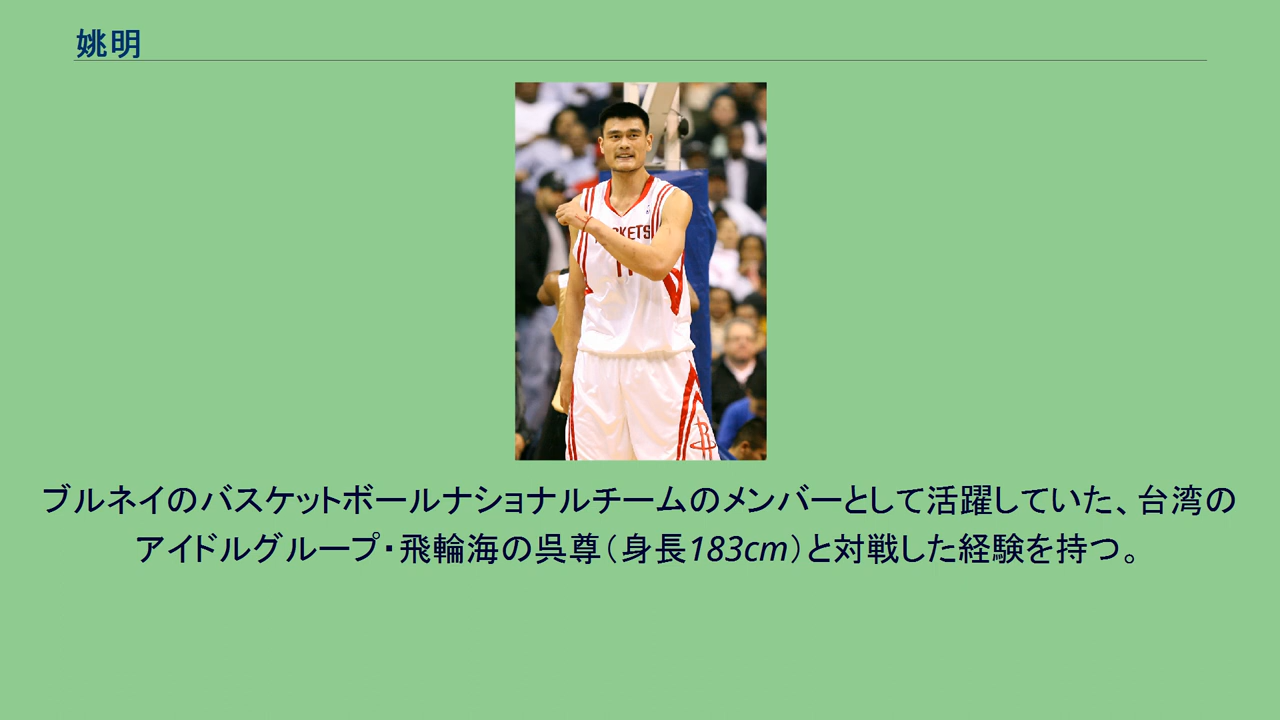 姚明
ROCKETS
ブルネイのバスケットボールナショナルチームのメンバーとして活躍していた、台湾の
アイドルグループ・飛輪海の呉尊（身長183cm）と対戦した経験を持つ。